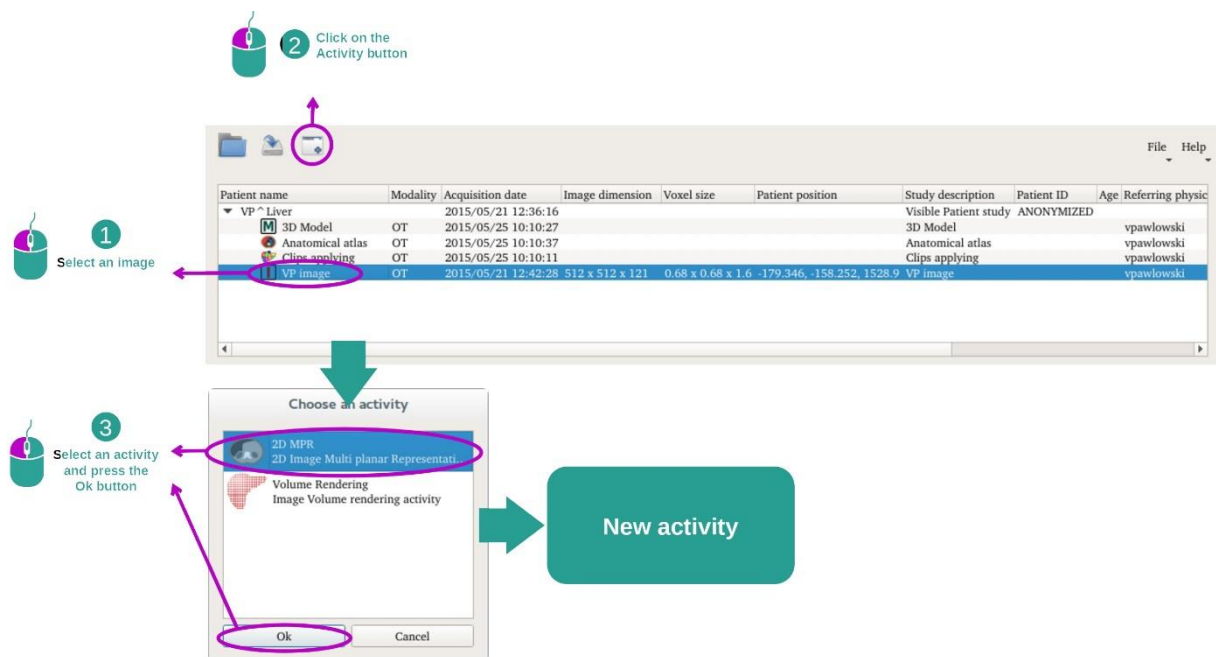 2 Click on the
Activity button
File Help
Patient name Modality Acquisition date Image dimension Voxel size Patient position Study description Patient ID Age Referring physic
VP^Liver 2015/05/21 12:36:16 Visible Patient study ANONYMIZED
M 3D Model OT 2015/05/25 10:10:27 3D Model vpawlowski
Anatomical atlas OT 2015/05/25 10:10:37 Anatomical atlas vpawlowski
Clips applying OT 2015/05/25 10:10:11 Clips applying vpawlowski
VP image OT 2015/05/21 12:42:28 512 x 512 x 121 0.68 x 0.68 x 1.6 -179.346, -158.252, 1528.9 VP image vpawlowski
1
Select an image
Choose an activity
2D MPR
2D Image Multi planar Representati...
Volume Rendering
Image Volume rendering activity
Ok Cancel
3
Select an activity
and press the
Ok button
New activity